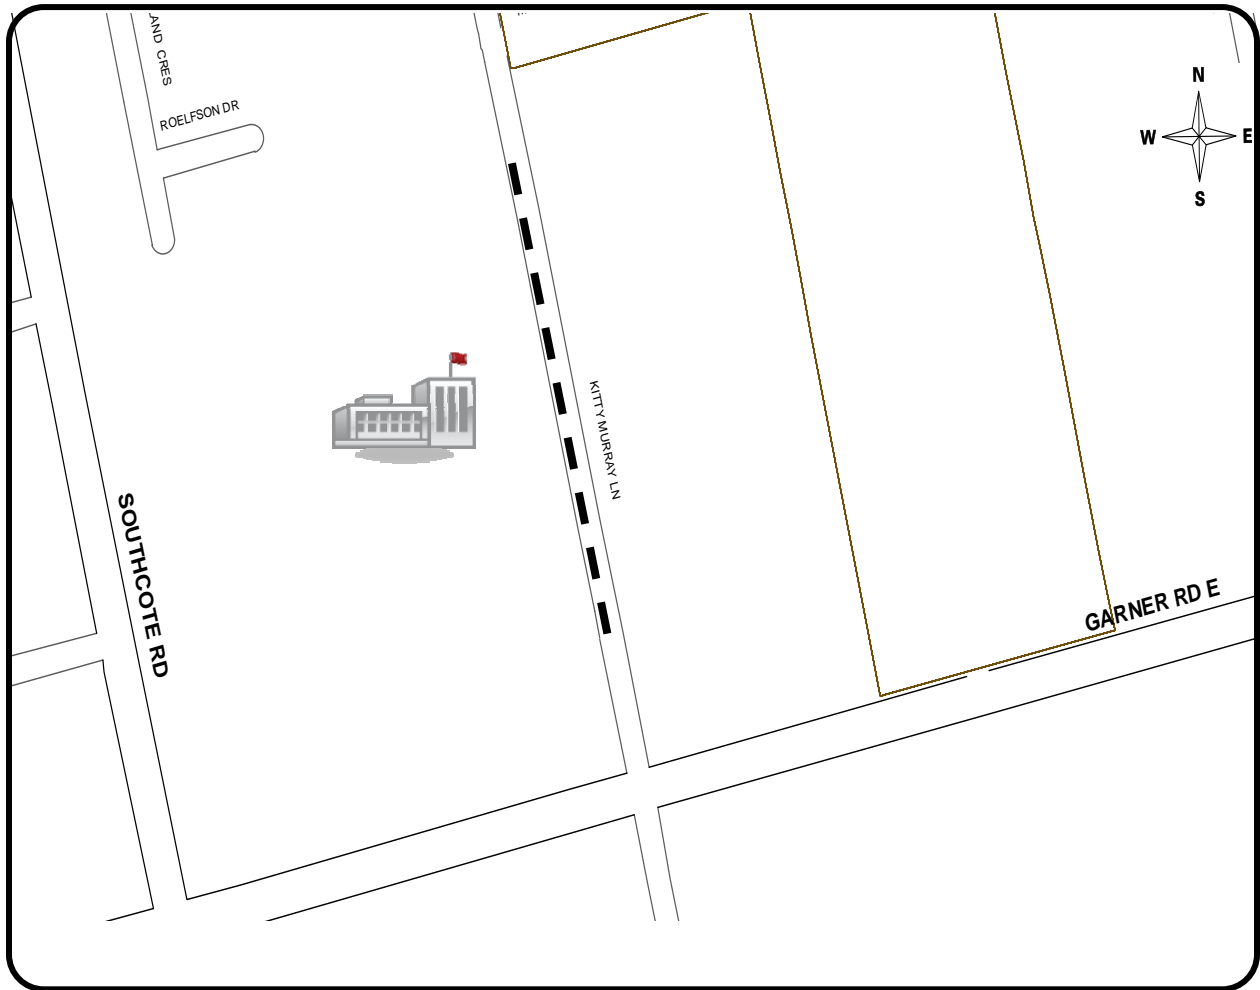 AND CRES
ROELFSON DR
N
W E
S
KITTY MURRAY LN
SOUTHCOTE RD
GARNER RD E